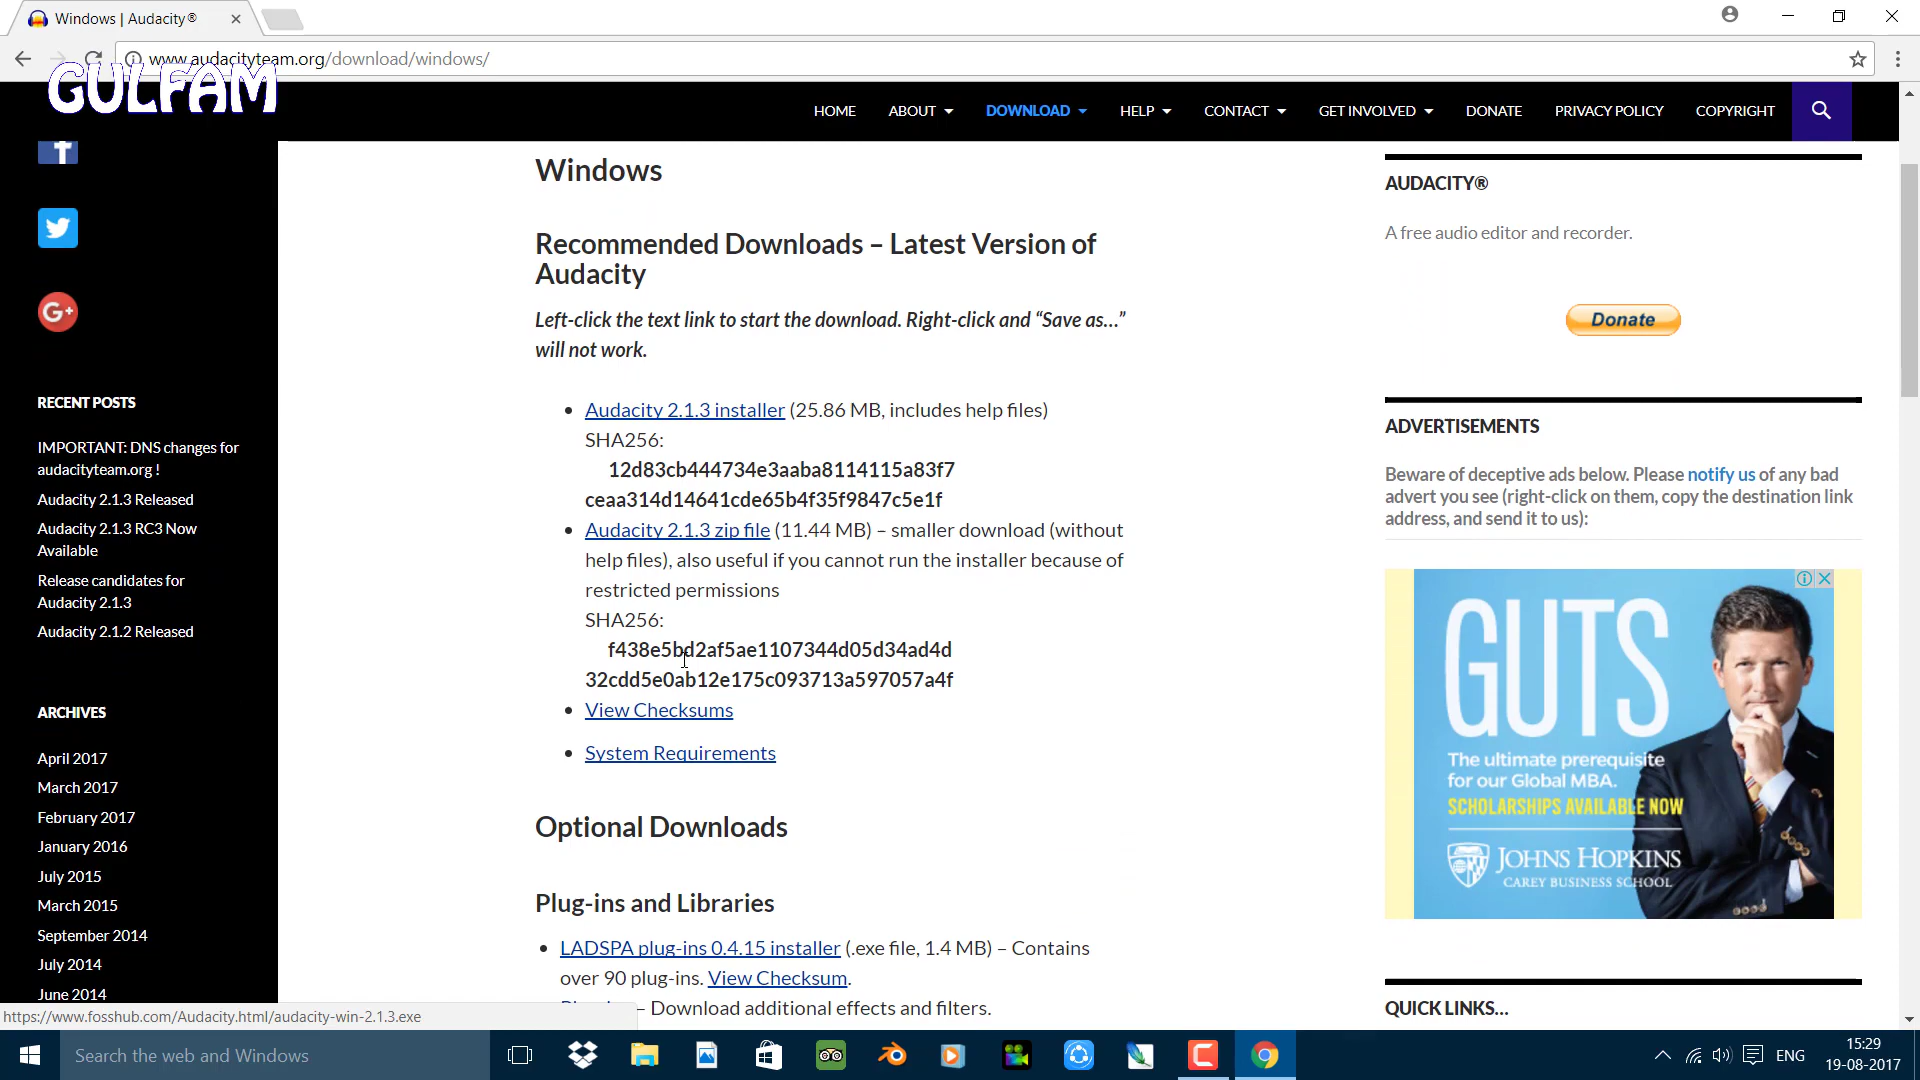 Windows | Audacity®
www.audacityteam.org/download/windows/
GULFAM
HOME ABOUT DOWNLOAD HELP CONTACT GET INVOLVED DONATE PRIVACY POLICY COPYRIGHT
RECENT POSTS
IMPORTANT: DNS changes for
audacityteam.org !
Audacity 2.1.3 Released
Audacity 2.1.3 RC3 Now
Available
Release candidates for
Audacity 2.1.3
Audacity 2.1.2 Released
ARCHIVES
April 2017
March 2017
February 2017
January 2016
July 2015
March 2015
September 2014
July 2014
June 2014
Windows
Recommended Downloads – Latest Version of
Audacity
Left-click the text link to start the download. Right-click and “Save as…”
will not work.
Audacity 2.1.3 installer (25.86 MB, includes help files)
SHA256:
12d83cb444734e3aaba8114115a83f7
ceaa314d14641cde65b4f35f9847c5e1f
Audacity 2.1.3 zip file (11.44 MB) – smaller download (without
help files), also useful if you cannot run the installer because of
restricted permissions
SHA256:
f438e5bd2af5ae1107344d05d34ad4d
32cdd5e0ab12e175c093713a597057a4f
View Checksums
System Requirements
Optional Downloads
Plug-ins and Libraries
LADSPA plug-ins 0.4.15 installer (.exe file, 1.4 MB) – Contains
over 90 plug-ins. View Checksum.
– Download additional effects and filters.
AUDACITY®
A free audio editor and recorder.
Donate
ADVERTISEMENTS
Beware of deceptive ads below. Please notify us of any bad
advert you see (right-click on them, copy the destination link
address, and send it to us):
GUTS
The ultimate prerequisite
for our Global MBA.
SCHOLARSHIPS AVAILABLE NOW
JOHNS HOPKINS
CAREY BUSINESS SCHOOL
QUICK LINKS…
https://www.fosshub.com/Audacity.html/audacity-win-2.1.3.exe
Search the web and Windows
ENG
15:29
19-08-2017